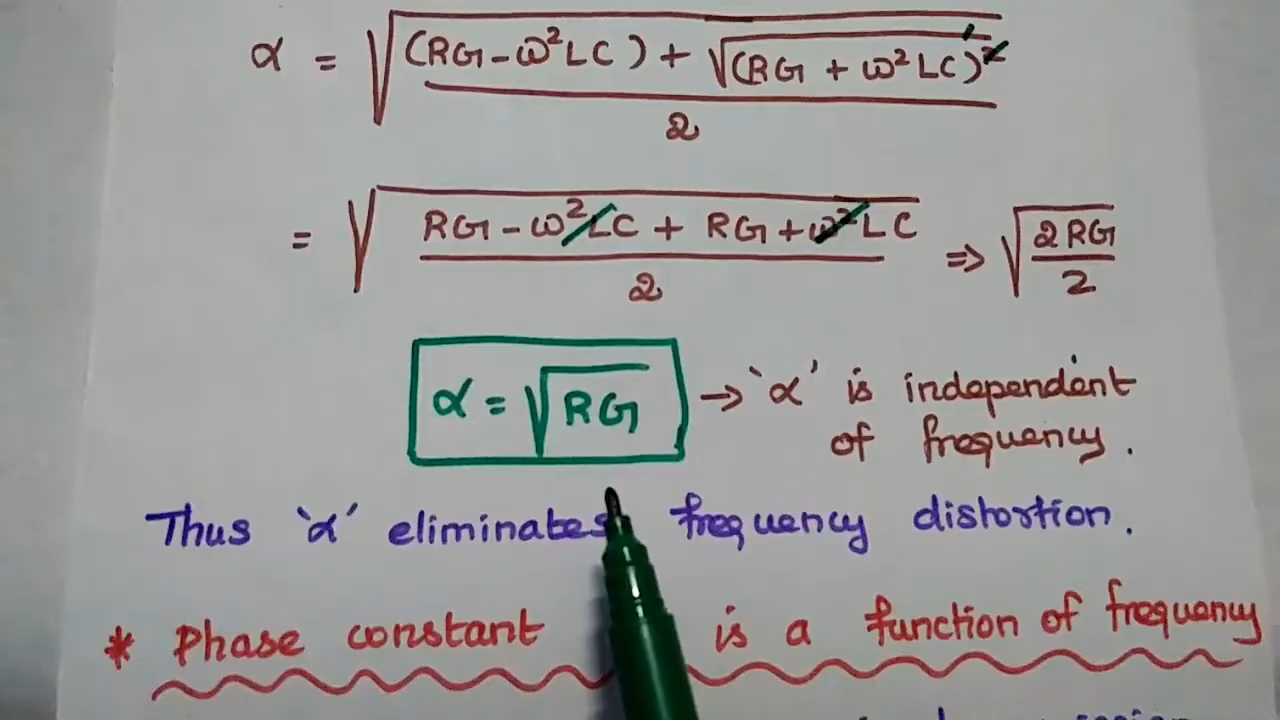 α = √((RG - ω²LC) + √((RG + ω²LC)²) / 2)
= √(RG - ω²LC + RG + ω²LC / 2) ⇒ √(2RG / 2)
α = √RG → 'α' is independent
of frequency.
Thus 'α' eliminates frequency distortion.
* Phase constant is a function of frequency